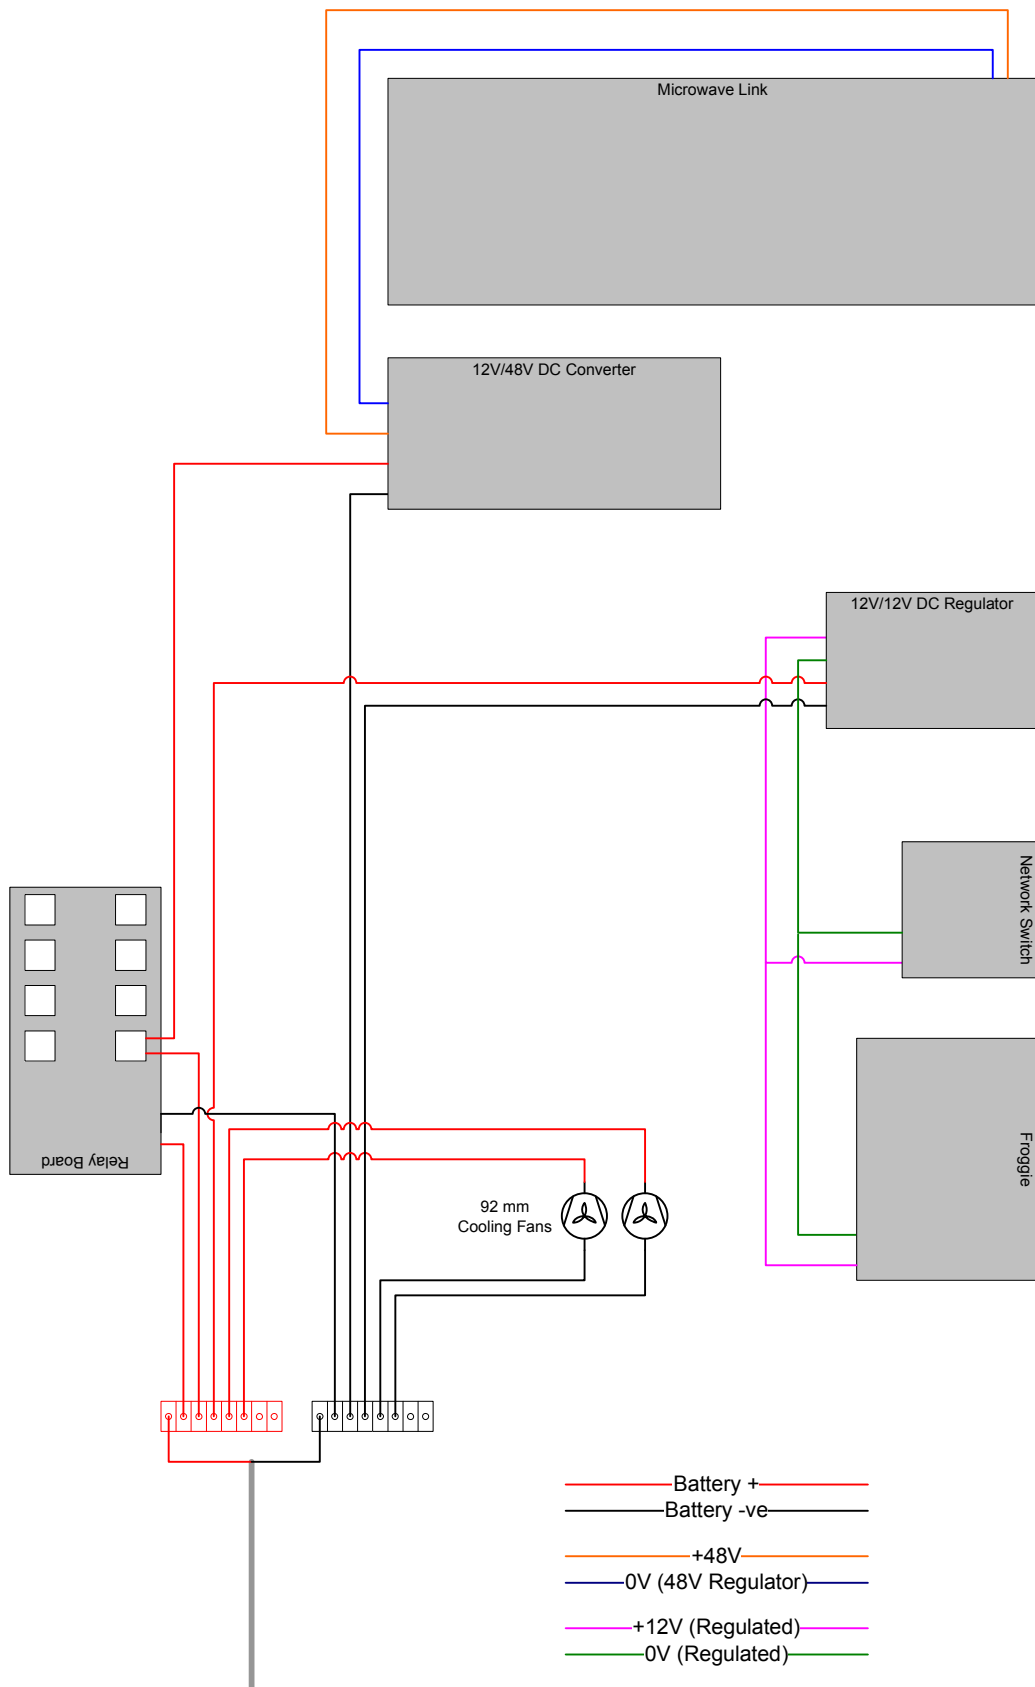 Microwave Link
12V/48V DC Converter
12V/12V DC Regulator
Network Switch
Relay Board
Froggie
92 mm
Cooling Fans
Battery +
Battery -ve
+48V
0V (48V Regulator)
+12V (Regulated)
0V (Regulated)